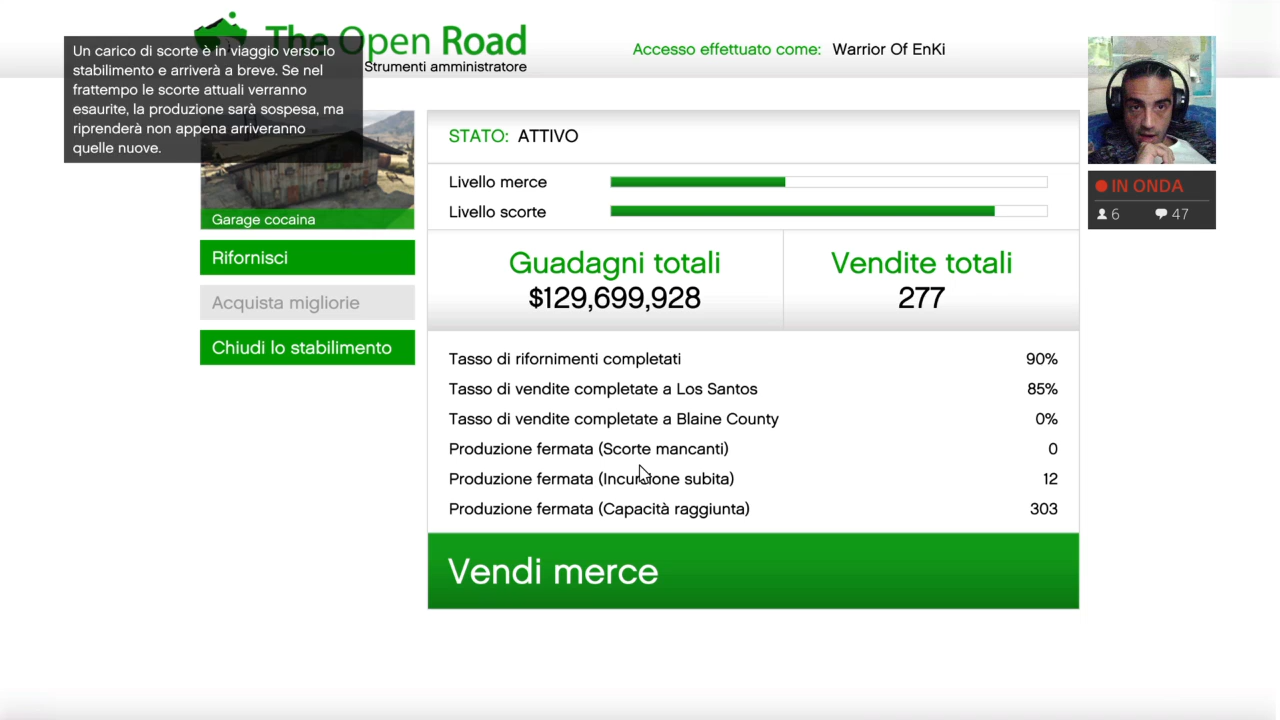 The Open Road
Strumenti amministratore
Accesso effettuato come: Warrior Of EnKi
Un carico di scorte è in viaggio verso lo
stabilimento e arriverà a breve. Se nel
frattempo le scorte attuali verranno
esaurite, la produzione sarà sospesa, ma
riprenderà non appena arriveranno
quelle nuove.
Garage cocaina
Rifornisci
Acquista migliorie
Chiudi lo stabilimento
STATO: ATTIVO
Livello merce
Livello scorte
Guadagni totali
$129,699,928
Vendite totali
277
Tasso di rifornimenti completati 90%
Tasso di vendite completate a Los Santos 85%
Tasso di vendite completate a Blaine County 0%
Produzione fermata (Scorte mancanti) 0
Produzione fermata (Incursione subita) 12
Produzione fermata (Capacità raggiunta) 303
Vendi merce
IN ONDA
6 47